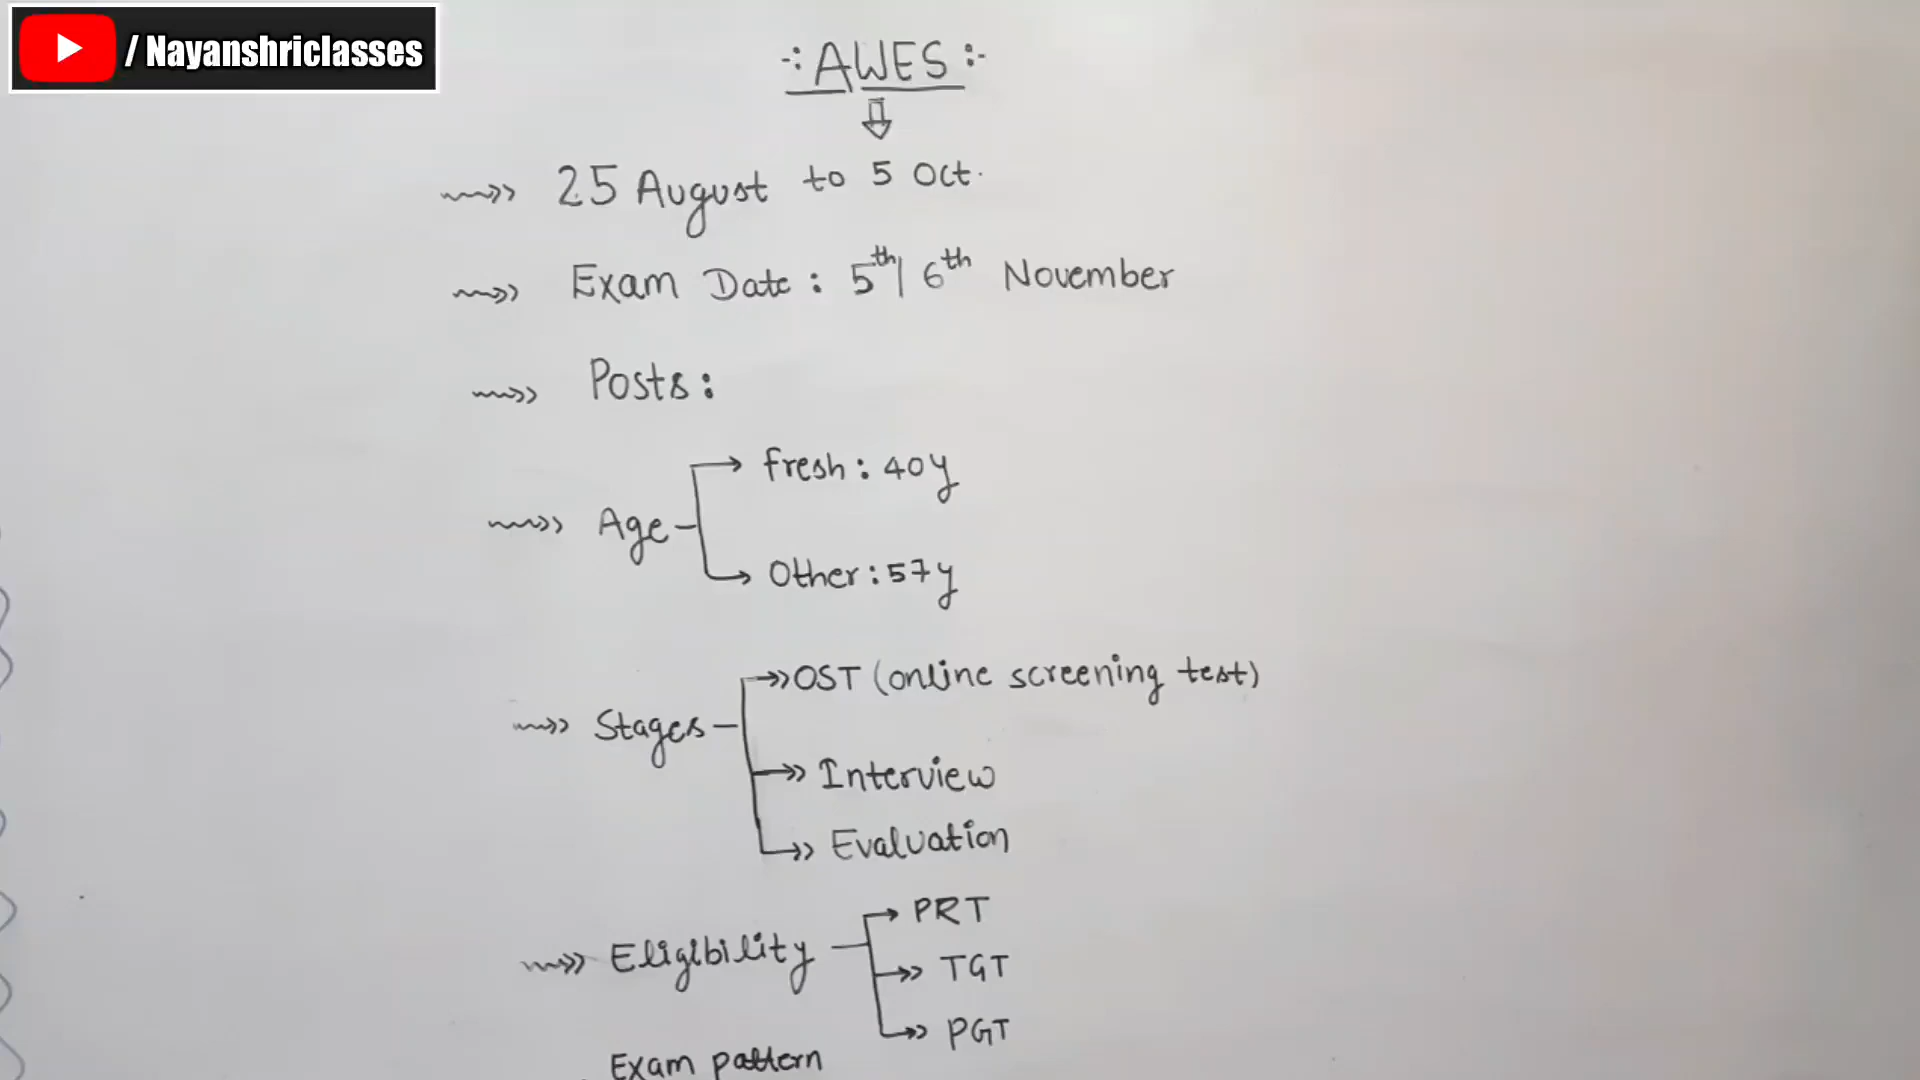 / Nayanshriclasses
AWES
25 August to 5 Oct.
Exam Date : 5th| 6th November
Posts :
Age
fresh : 40y
Other : 57y
Stages
OST (online screening test)
Interview
Evaluation
Eligibility
PRT
TGT
PGT
Exam pattern